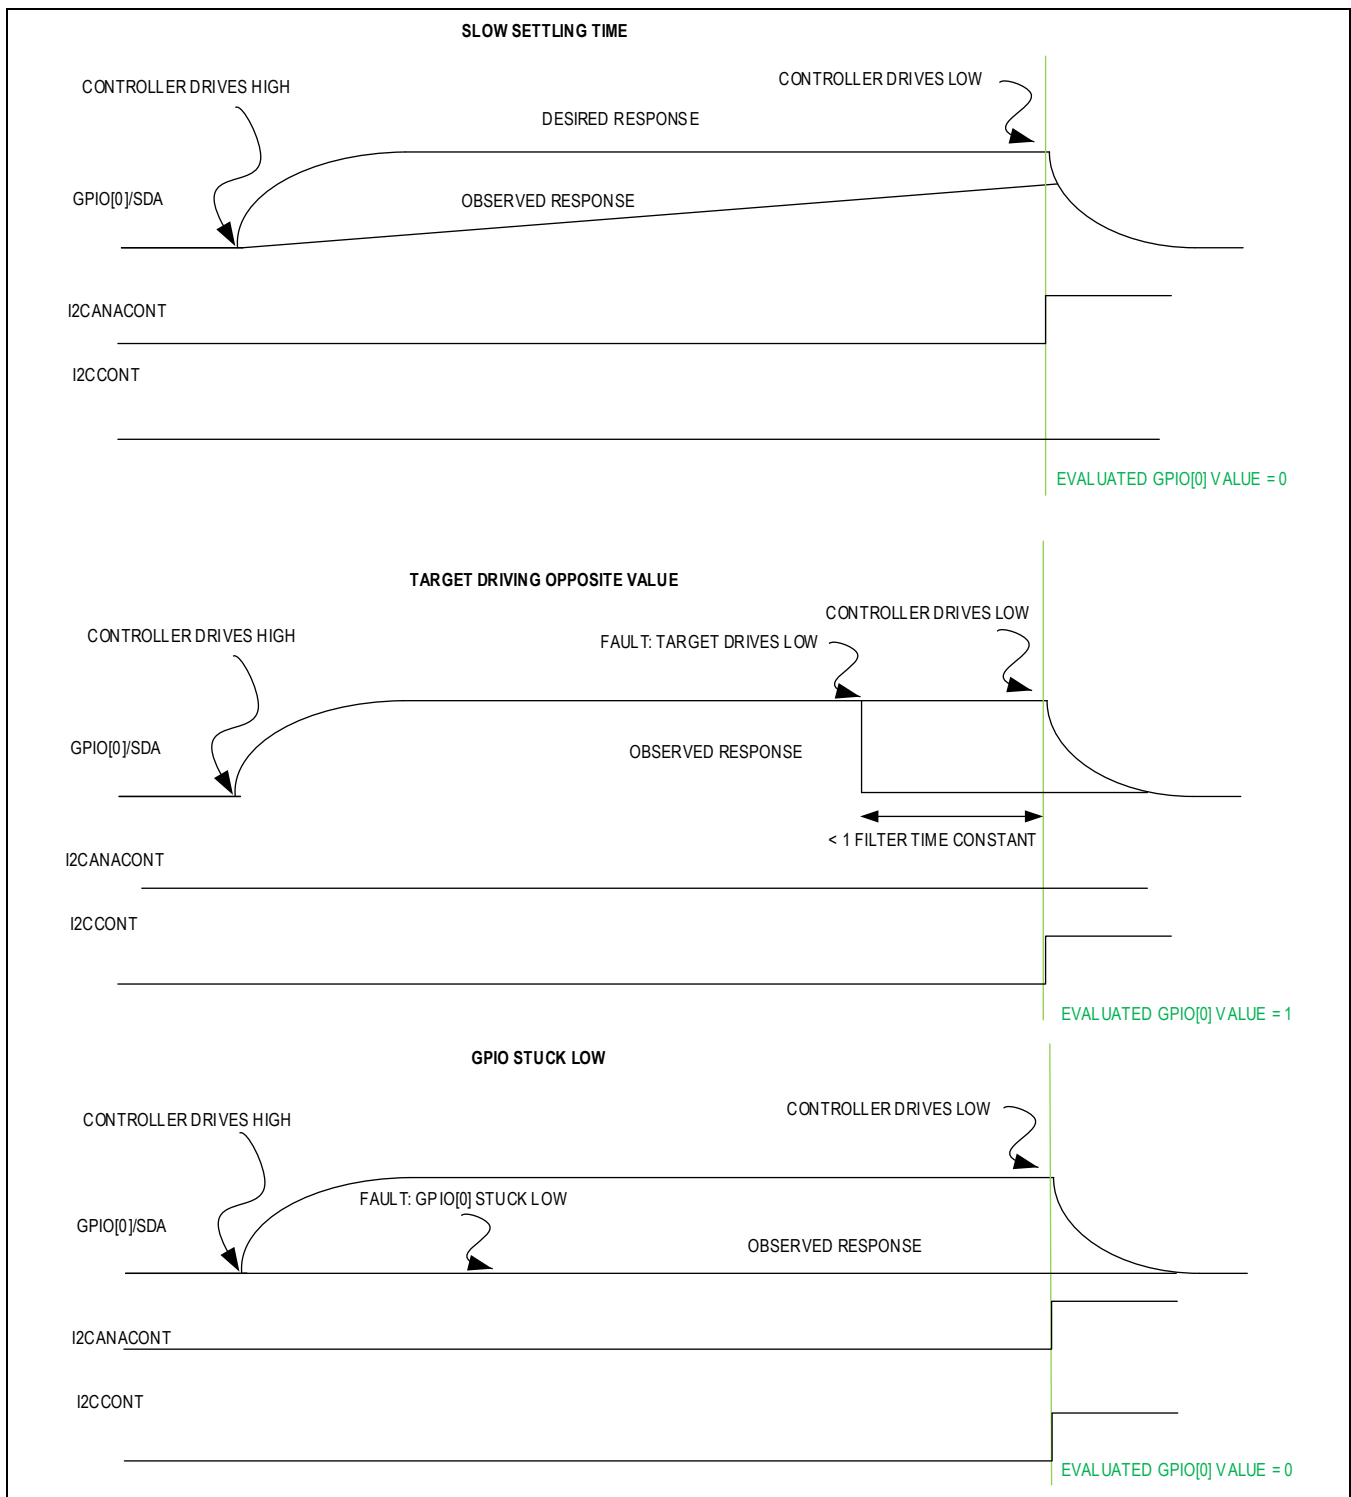 SLOW SETTLING TIME
CONTROLLER DRIVES LOW
CONTROLLER DRIVES HIGH
DESIRED RESPONSE
GPIO[0]/SDA
OBSERVED RESPONSE
I2CANACONT
I2CCONT
EVALUATED GPIO[0] VALUE = 0
TARGET DRIVING OPPOSITE VALUE
CONTROLLER DRIVES LOW
CONTROLLER DRIVES HIGH
FAULT: TARGET DRIVES LOW
GPIO[0]/SDA
OBSERVED RESPONSE
< 1 FILTER TIME CONSTANT
I2CANACONT
I2CCONT
EVALUATED GPIO[0] VALUE = 1
GPIO STUCK LOW
CONTROLLER DRIVES LOW
CONTROLLER DRIVES HIGH
FAULT: GPIO[0] STUCK LOW
GPIO[0]/SDA
OBSERVED RESPONSE
I2CANACONT
I2CCONT
EVALUATED GPIO[0] VALUE = 0